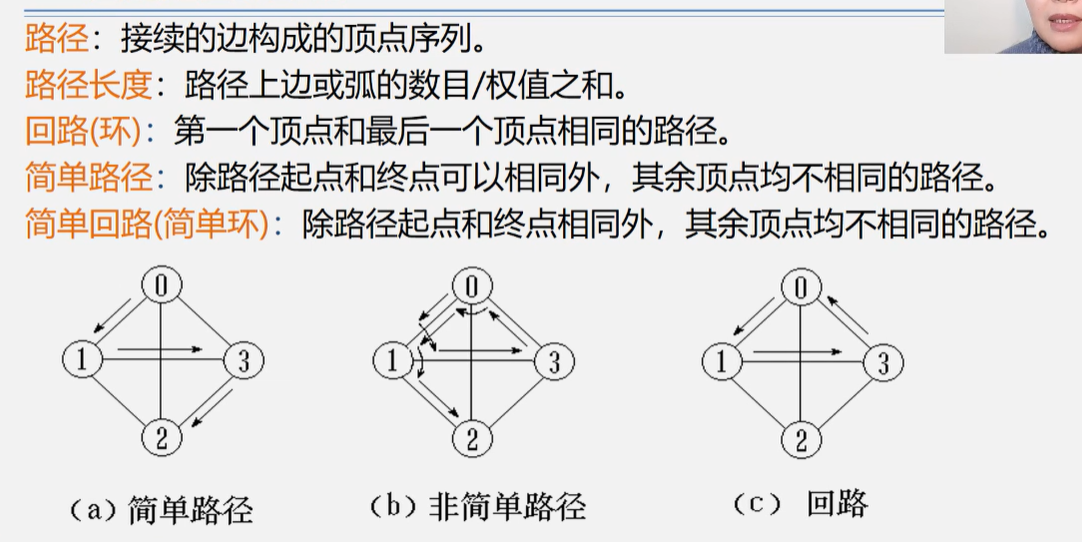 路径：接续的边构成的顶点序列。
路径长度：路径上边或弧的数目/权值之和。
回路(环)：第一个顶点和最后一个顶点相同的路径。
简单路径：除路径起点和终点可以相同外，其余顶点均不相同的路径。
简单回路(简单环)：除路径起点和终点相同外，其余顶点均不相同的路径。
0 0 0
1 3 1 3 1 3
2 2 2
（a）简单路径 （b）非简单路径 （c） 回路